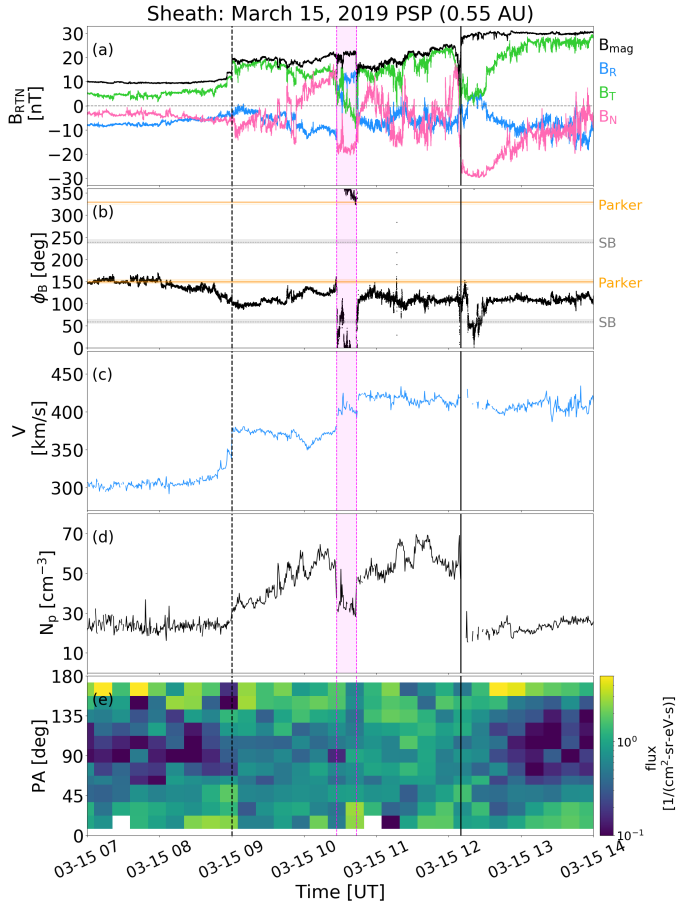 Sheath: March 15, 2019 PSP (0.55 AU)
(a)
B_RTN
[nT]
30
20
10
0
−10
−20
−30
B_mag
B_R
B_T
B_N
(b)
ϕ_B [deg]
350
300
250
200
150
100
50
0
Parker
SB
Parker
SB
(c)
V
[km/s]
450
400
350
300
(d)
N_p [cm⁻³]
70
50
30
15
(e)
PA [deg]
180
135
90
45
0
10⁰
10⁻¹
flux
[1/(cm²-sr-eV-s)]
03-15 07
03-15 08
03-15 09
03-15 10
03-15 11
03-15 12
03-15 13
03-15 14
Time [UT]